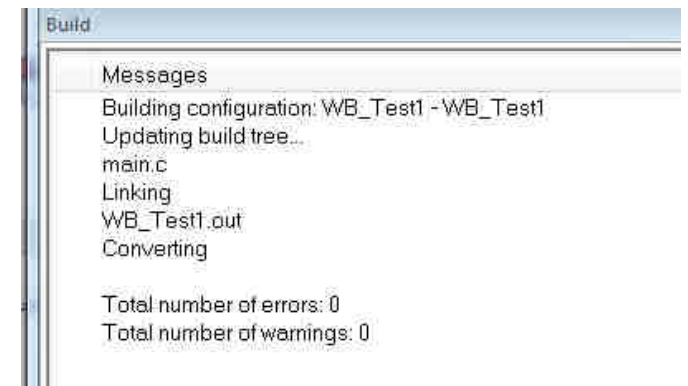 Build
Messages
Building configuration: WB_Test1 - WB_Test1
Updating build tree...
main.c
Linking
WB_Test1.out
Converting
Total number of errors: 0
Total number of warnings: 0